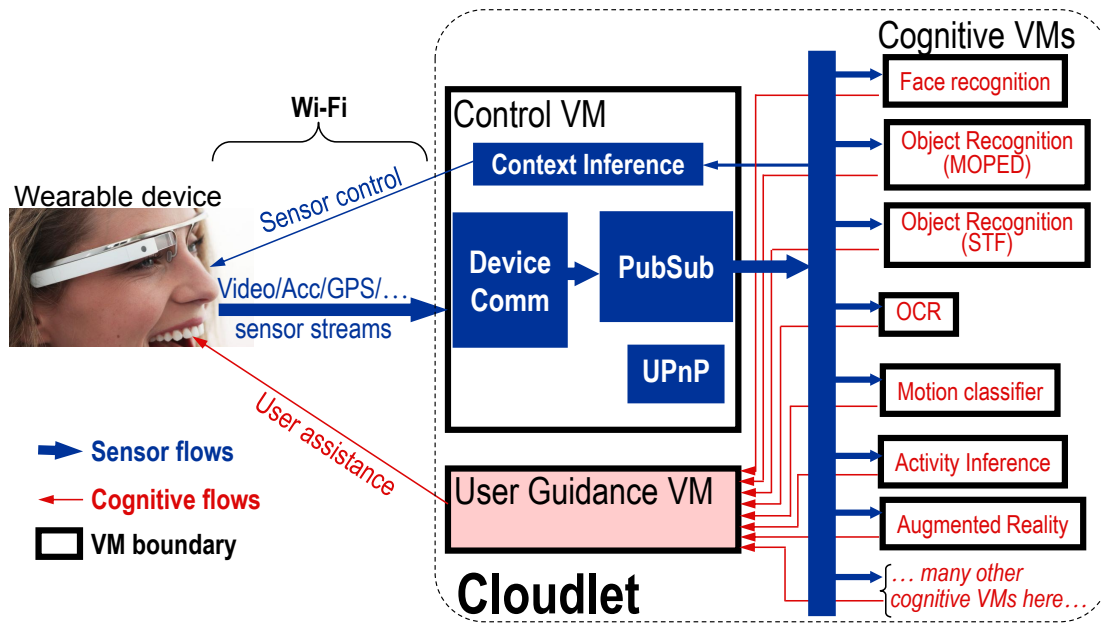 Cognitive VMs
Face recognition
Wi-Fi
Control VM
Object Recognition
(MOPED)
Context Inference
Wearable device
Sensor control
Object Recognition
(STF)
Device
Comm
PubSub
Video/Acc/GPS/…
sensor streams
OCR
UPnP
Motion classifier
User assistance
Sensor flows
Cognitive flows
VM boundary
User Guidance VM
Activity Inference
Augmented Reality
Cloudlet
… many other
cognitive VMs here…